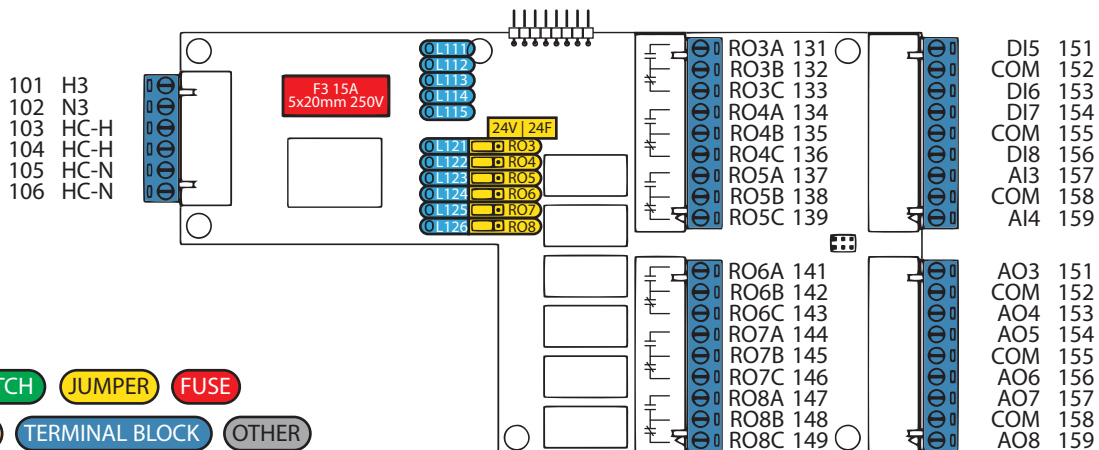 101 H3
102 N3
103 HC-H
104 HC-H
105 HC-N
106 HC-N
F3 15A
5x20mm 250V
L111
L112
L113
L114
L115
24V | 24F
L121 RO3
L122 RO4
L123 RO5
L124 RO6
L125 RO7
L126 RO8
RO3A 131
RO3B 132
RO3C 133
RO4A 134
RO4B 135
RO4C 136
RO5A 137
RO5B 138
RO5C 139
RO6A 141
RO6B 142
RO6C 143
RO7A 144
RO7B 145
RO7C 146
RO8A 147
RO8B 148
RO8C 149
DI5 151
COM 152
DI6 153
DI7 154
COM 155
DI8 156
AI3 157
COM 158
AI4 159
AO3 151
COM 152
AO4 153
AO5 154
COM 155
AO6 156
AO7 157
COM 158
AO8 159
TCH JUMPER FUSE
TERMINAL BLOCK OTHER